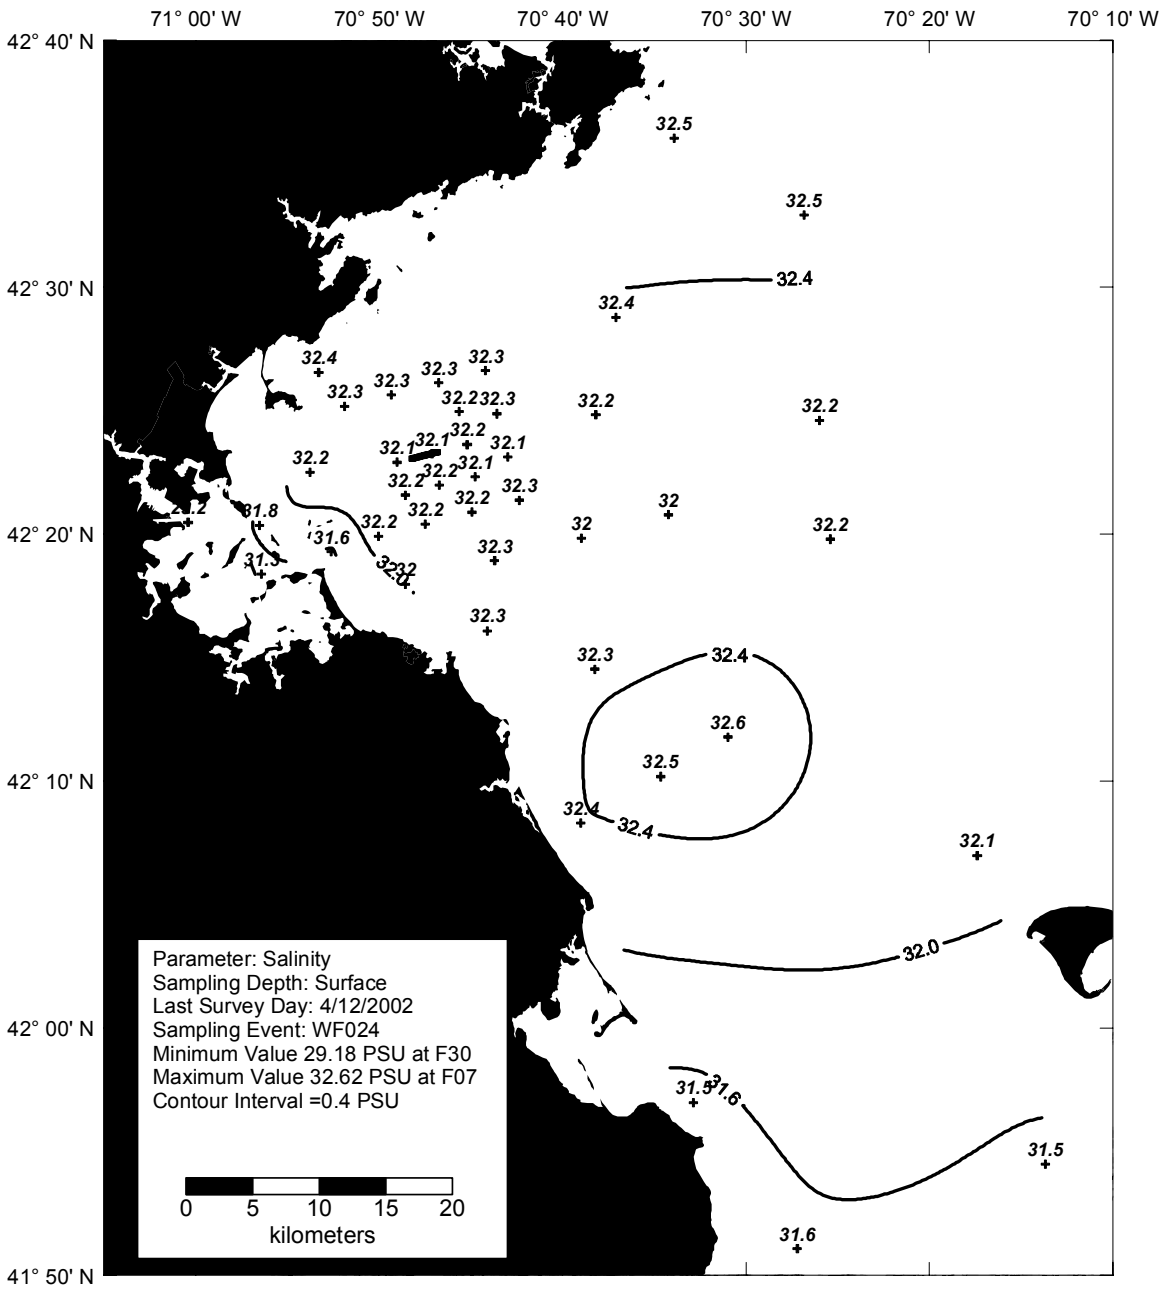 71° 00' W 70° 50' W 70° 40' W 70° 30' W 70° 20' W 70° 10' W
42° 40' N
32.5
32.5
32.4
42° 30' N
32.4
32.4
32.3
32.3
32.3
32.3
32.2 32.3
32.2
32.2
32.1
32.1
32.2
32.1
32.2
32.2
32.1
32.2
32.3
32.2
32.2
31.8
32
32.2
31.6
32
32.2
42° 20' N
32.3
31.3
32.0
32
32.3
32.3
32.4
32.6
32.5
42° 10' N
32.4
32.4
32.1
32.0
Parameter: Salinity
Sampling Depth: Surface
Last Survey Day: 4/12/2002
42° 00' N
Sampling Event: WF024
Minimum Value 29.18 PSU at F30
Maximum Value 32.62 PSU at F07
Contour Interval =0.4 PSU
31.5
31.6
31.5
0 5 10 15 20
kilometers
31.6
41° 50' N